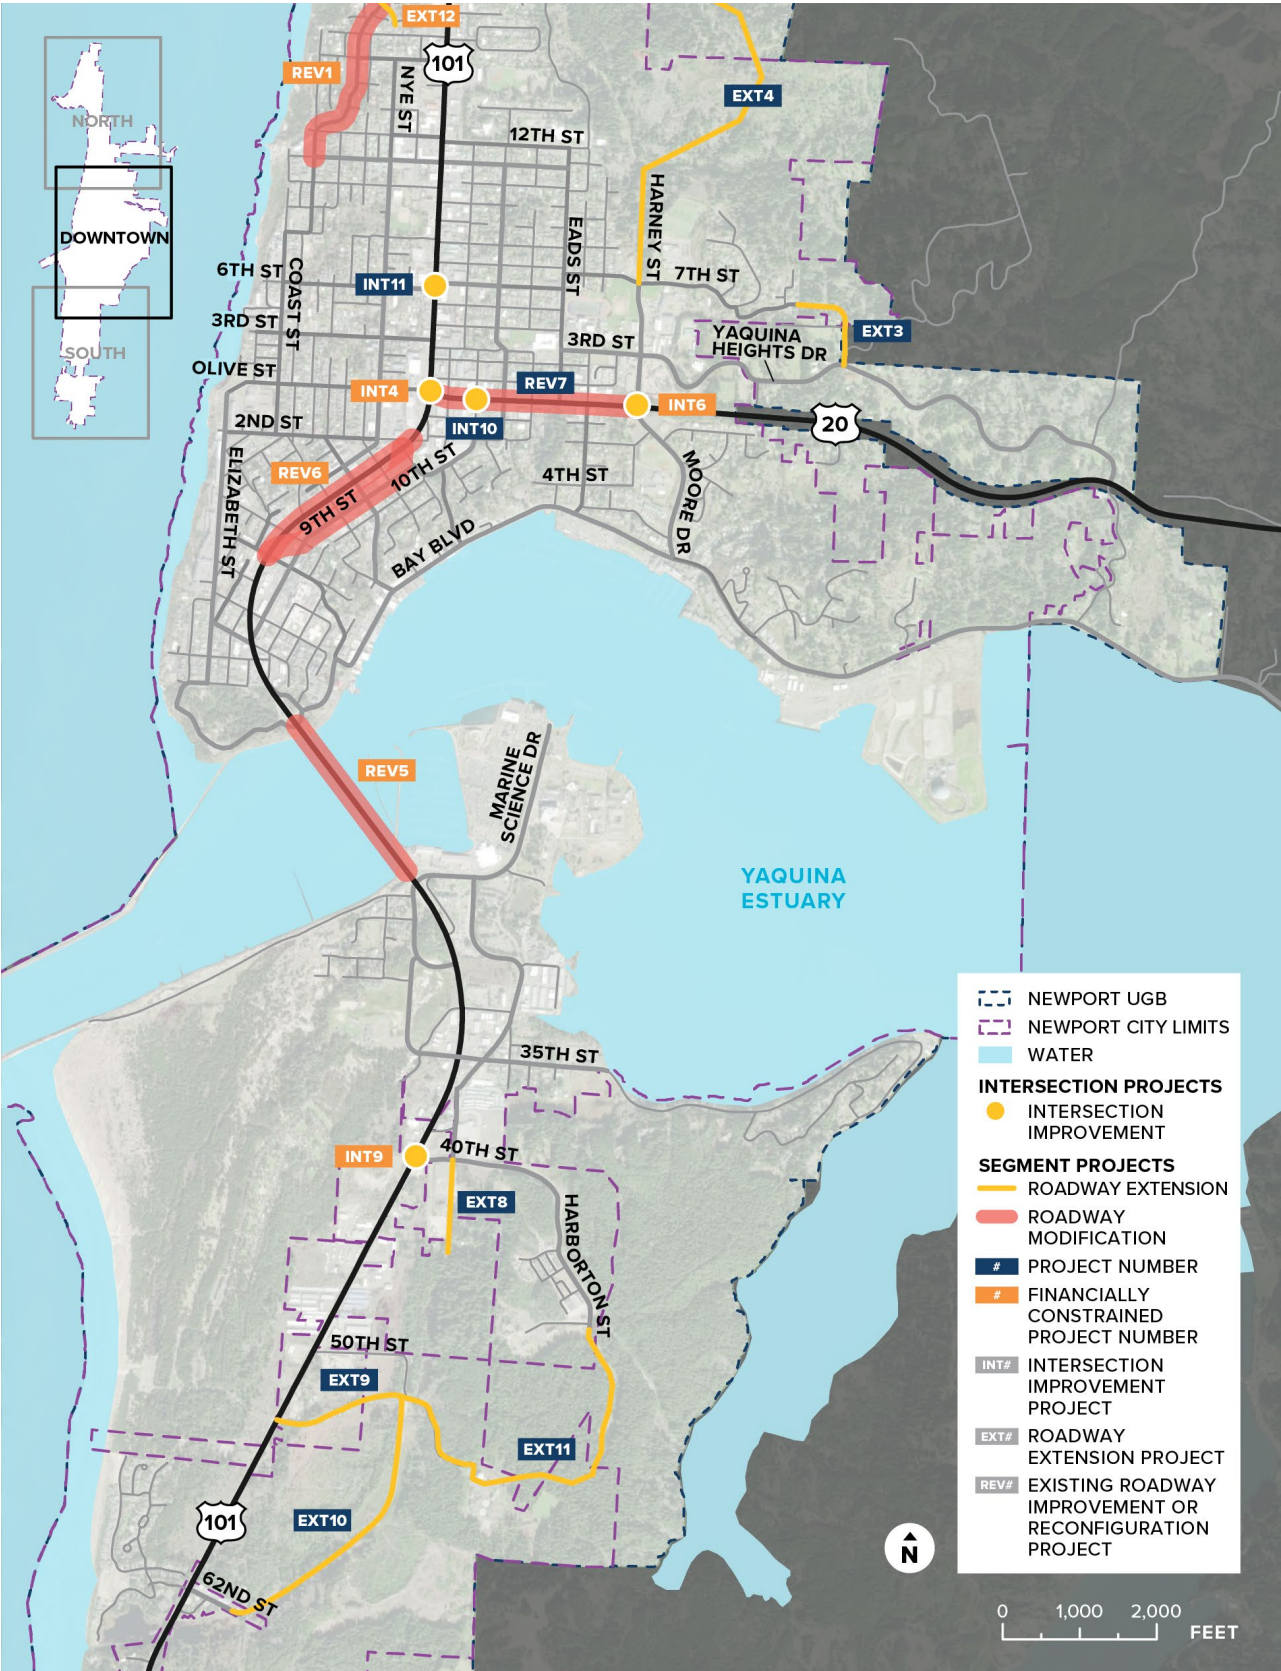 EXT12
101
REV1
NYE ST
EXT4
NORTH
12TH ST
HARNEY ST
DOWNTOWN
EADS ST
COAST ST
6TH ST
7TH ST
INT11
3RD ST
EXT3
YAQUINA
HEIGHTS DR
3RD ST
SOUTH
OLIVE ST
INT4
REV7
INT6
2ND ST
INT10
20
REV6
10TH ST
ELIZABETH ST
4TH ST
MOORE DR
9TH ST
BAY BLVD
REV5
MARINE
SCIENCE DR
YAQUINA
ESTUARY
35TH ST
INT9
40TH ST
EXT8
HARBORTON ST
50TH ST
EXT9
EXT11
EXT10
101
62ND ST
NEWPORT UGB
NEWPORT CITY LIMITS
WATER
INTERSECTION PROJECTS
INTERSECTION
IMPROVEMENT
SEGMENT PROJECTS
ROADWAY EXTENSION
ROADWAY
MODIFICATION
# PROJECT NUMBER
# FINANCIALLY
CONSTRAINED
PROJECT NUMBER
INT# INTERSECTION
IMPROVEMENT
PROJECT
EXT# ROADWAY
EXTENSION PROJECT
REV# EXISTING ROADWAY
IMPROVEMENT OR
RECONFIGURATION
PROJECT
N
0 1,000 2,000
FEET